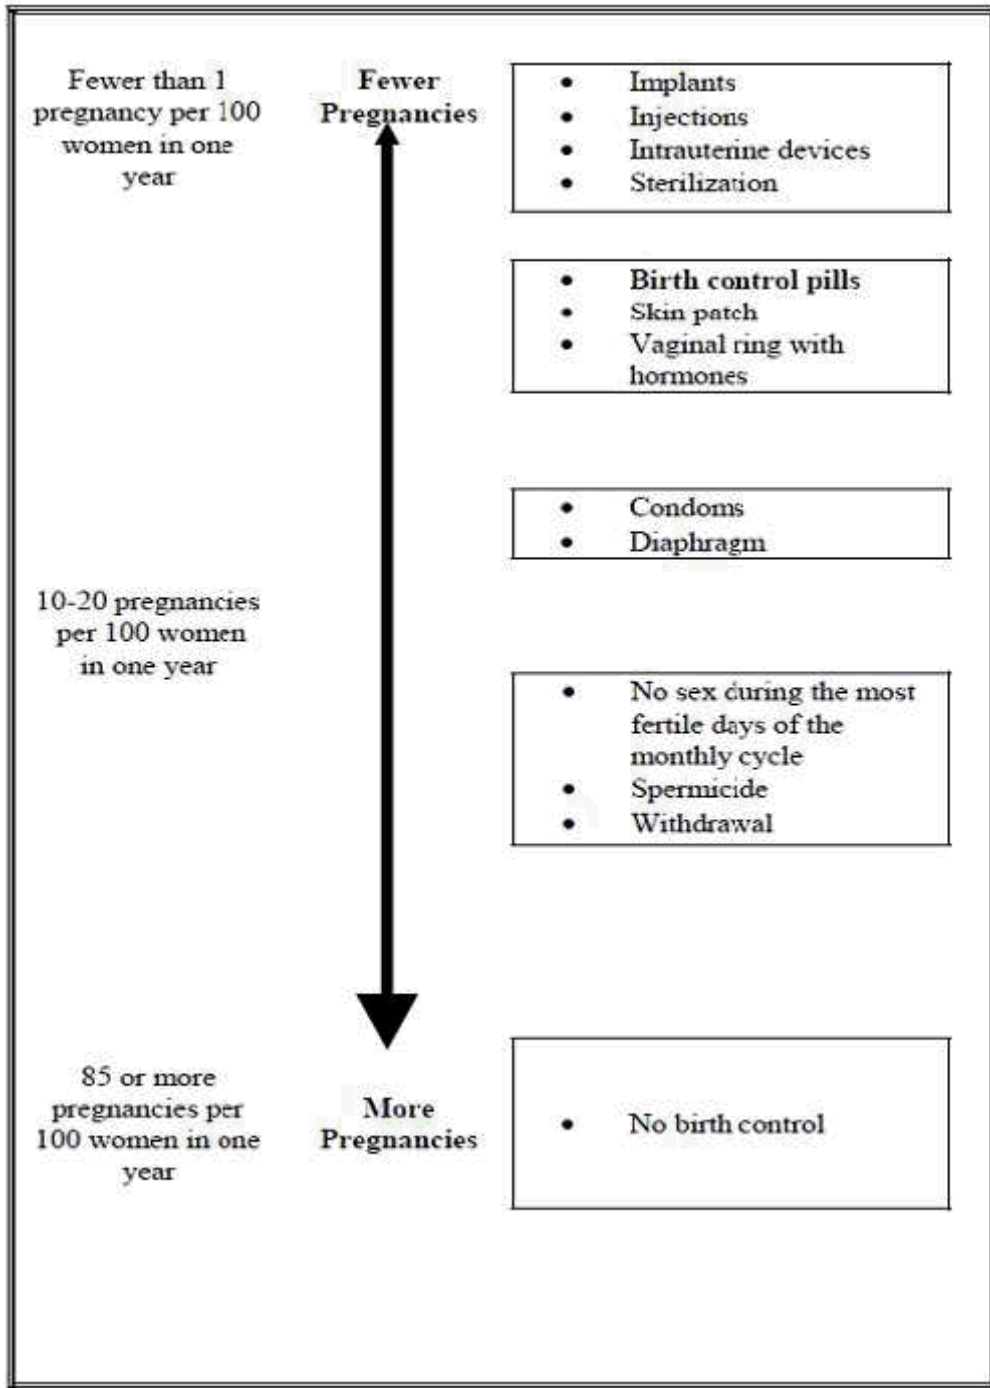 Fewer than 1
pregnancy per 100
women in one
year
Fewer
Pregnancies
• Implants
• Injections
• Intrauterine devices
• Sterilization
• Birth control pills
• Skin patch
• Vaginal ring with
hormones
• Condoms
• Diaphragm
10-20 pregnancies
per 100 women
in one year
• No sex during the most
fertile days of the
monthly cycle
• Spermicide
• Withdrawal
85 or more
pregnancies per
100 women in one
year
More
Pregnancies
• No birth control